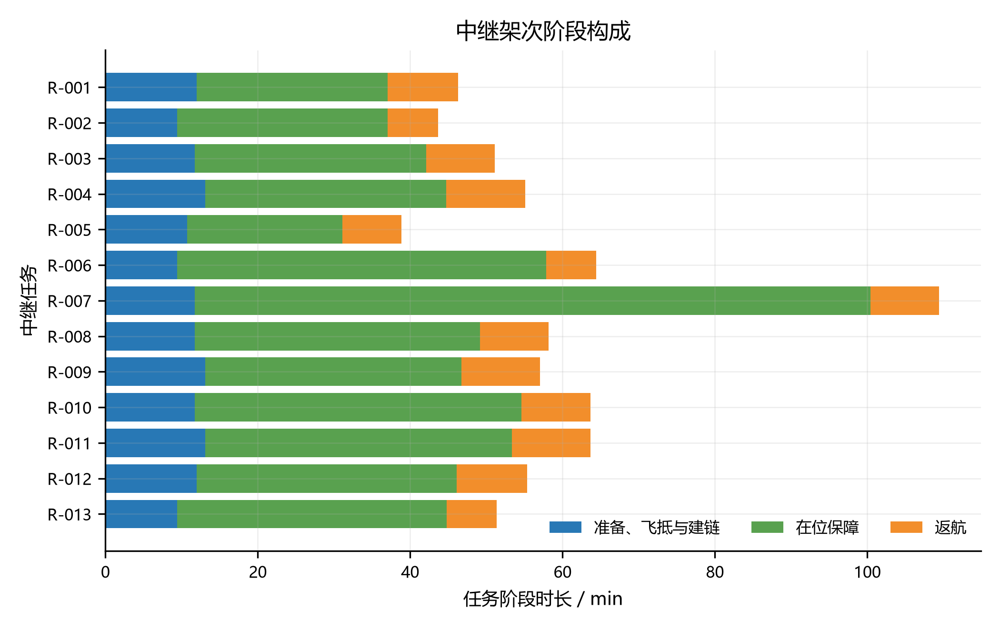 中继架次阶段构成
中继任务
R-001
R-002
R-003
R-004
R-005
R-006
R-007
R-008
R-009
R-010
R-011
R-012
R-013
准备、飞抵与建链 在位保障 返航
0 20 40 60 80 100
任务阶段时长 / min